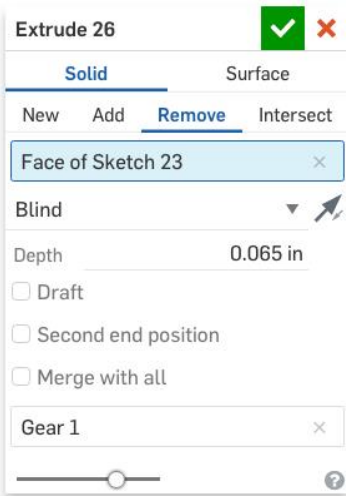 Extrude 26
Solid Surface
New Add Remove Intersect
Face of Sketch 23
Blind
Depth 0.065 in
Draft
Second end position
Merge with all
Gear 1
?